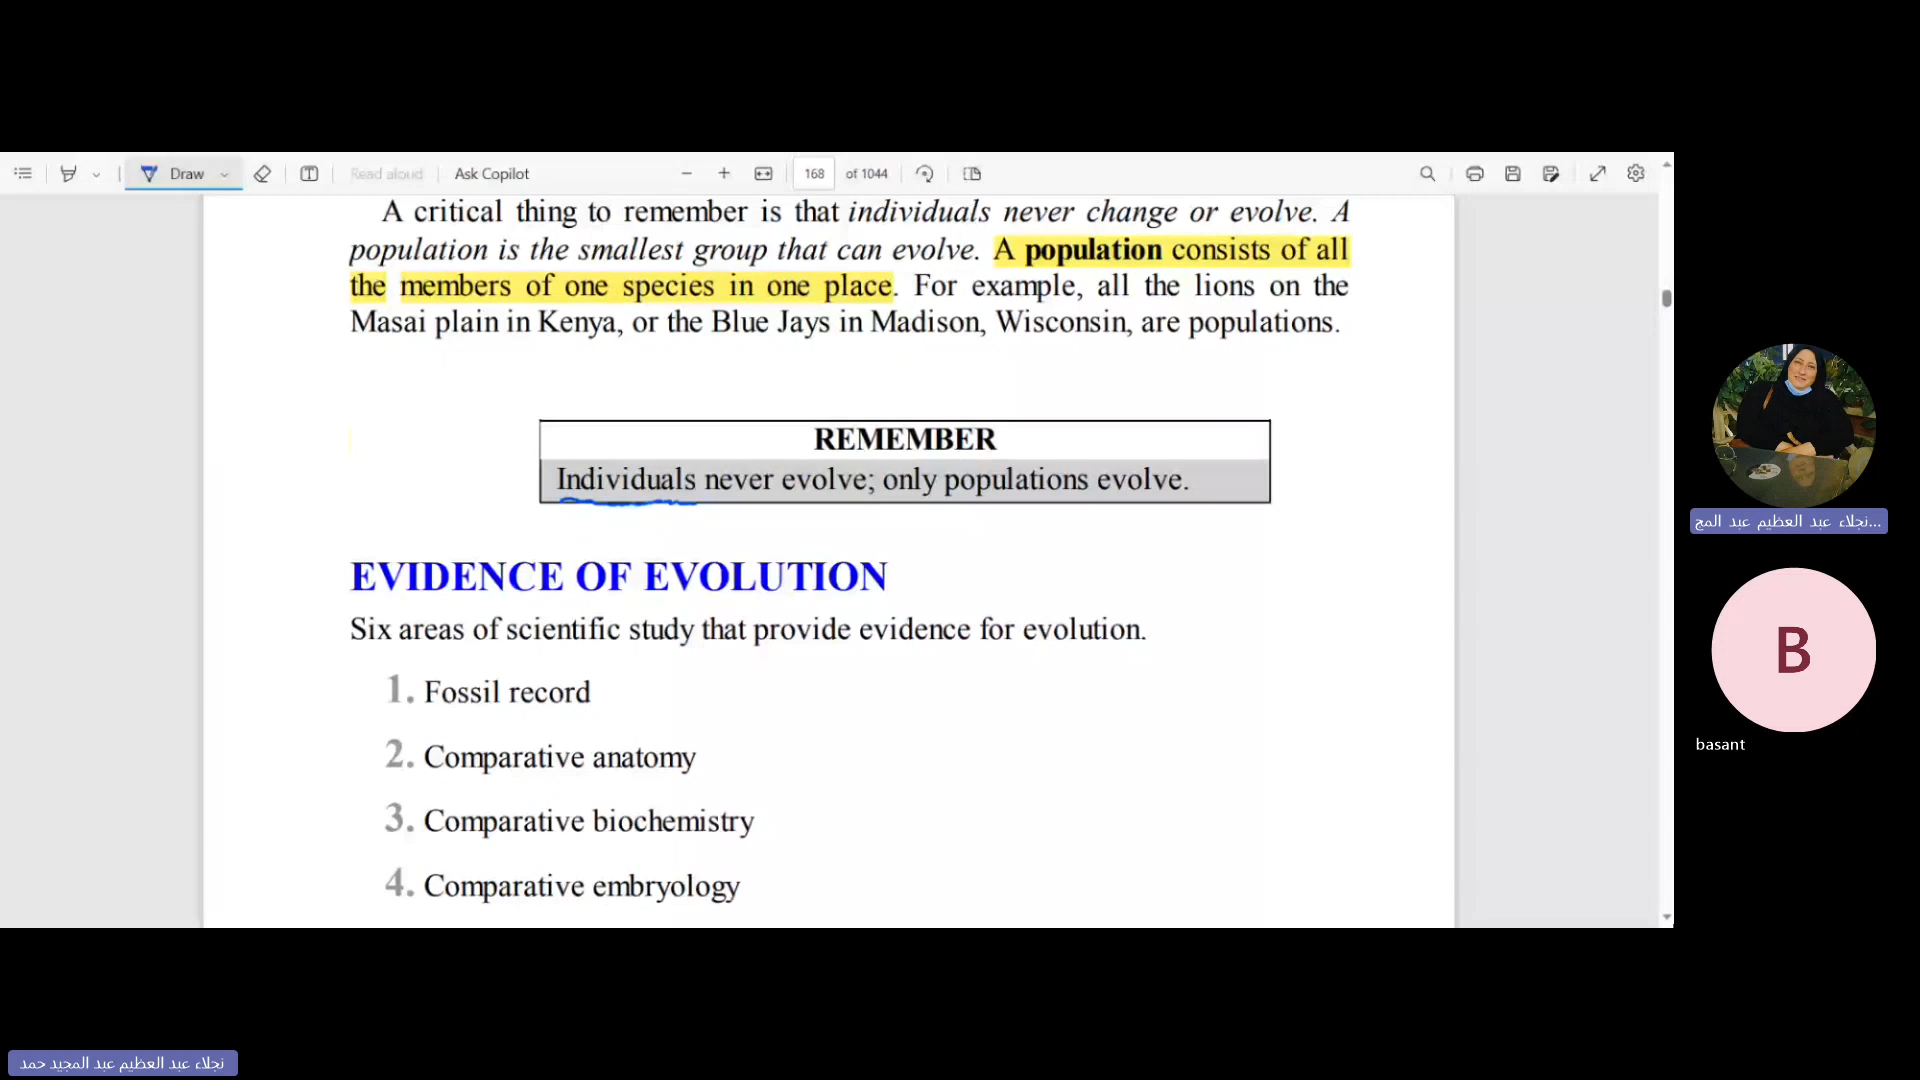 Draw
Read aloud
Ask Copilot
168 of 1044
A critical thing to remember is that individuals never change or evolve. A
population is the smallest group that can evolve. A population consists of all
the members of one species in one place. For example, all the lions on the
Masai plain in Kenya, or the Blue Jays in Madison, Wisconsin, are populations.
REMEMBER
Individuals never evolve; only populations evolve.
EVIDENCE OF EVOLUTION
Six areas of scientific study that provide evidence for evolution.
1. Fossil record
2. Comparative anatomy
3. Comparative biochemistry
4. Comparative embryology
نجلاء عبد العظيم عبد المج...
B
basant
نجلاء عبد العظيم عبد المجيد حمد